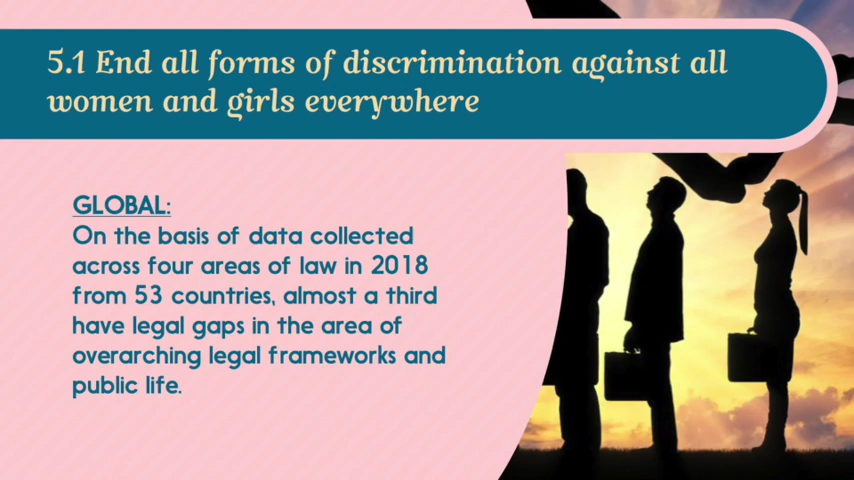 5.1 End all forms of discrimination against all
women and girls everywhere
GLOBAL:
On the basis of data collected
across four areas of law in 2018
from 53 countries, almost a third
have legal gaps in the area of
overarching legal frameworks and
public life.